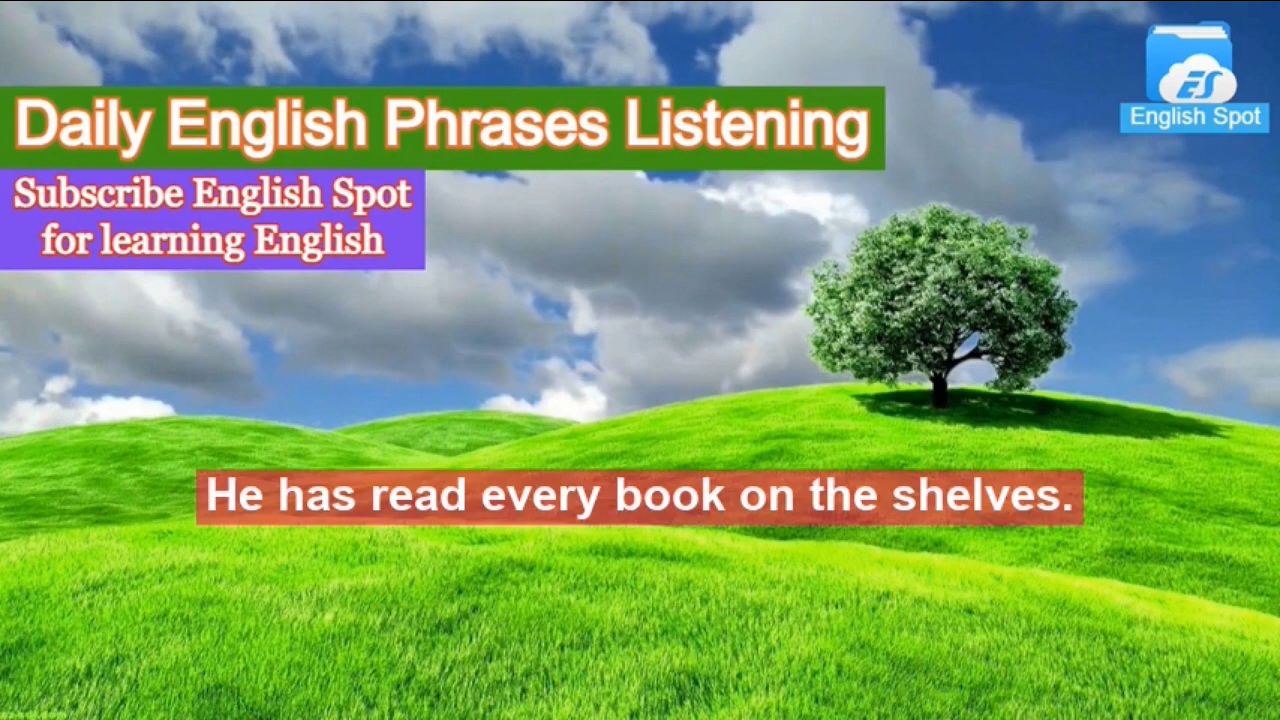 Daily English Phrases Listening
Subscribe English Spot
for learning English
ES
English Spot
He has read every book on the shelves.